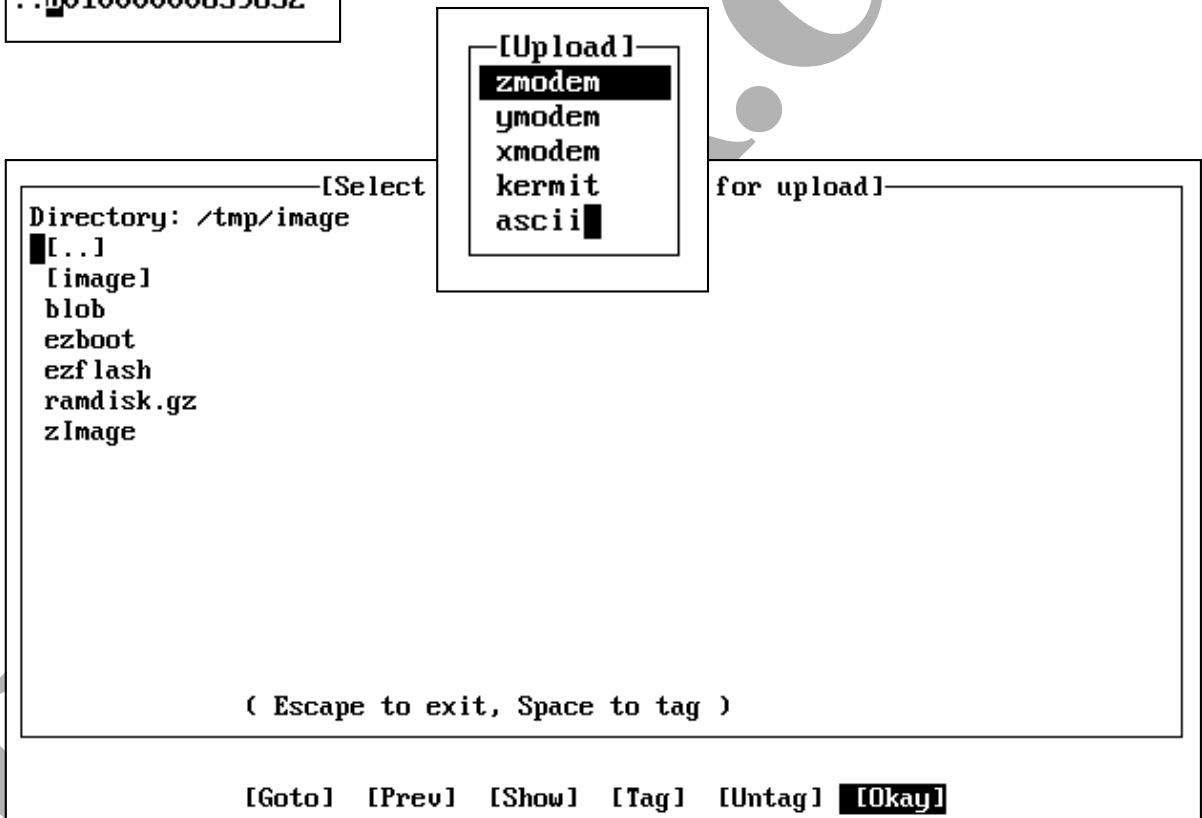 [Upload]
zmodem
ymodem
xmodem
kermit
ascii
[Select for upload]
Directory: /tmp/image
[..]
[image]
blob
ezboot
ezflash
ramdisk.gz
zImage
( Escape to exit, Space to tag )
[Goto] [Prev] [Show] [Tag] [Untag] [Okay]